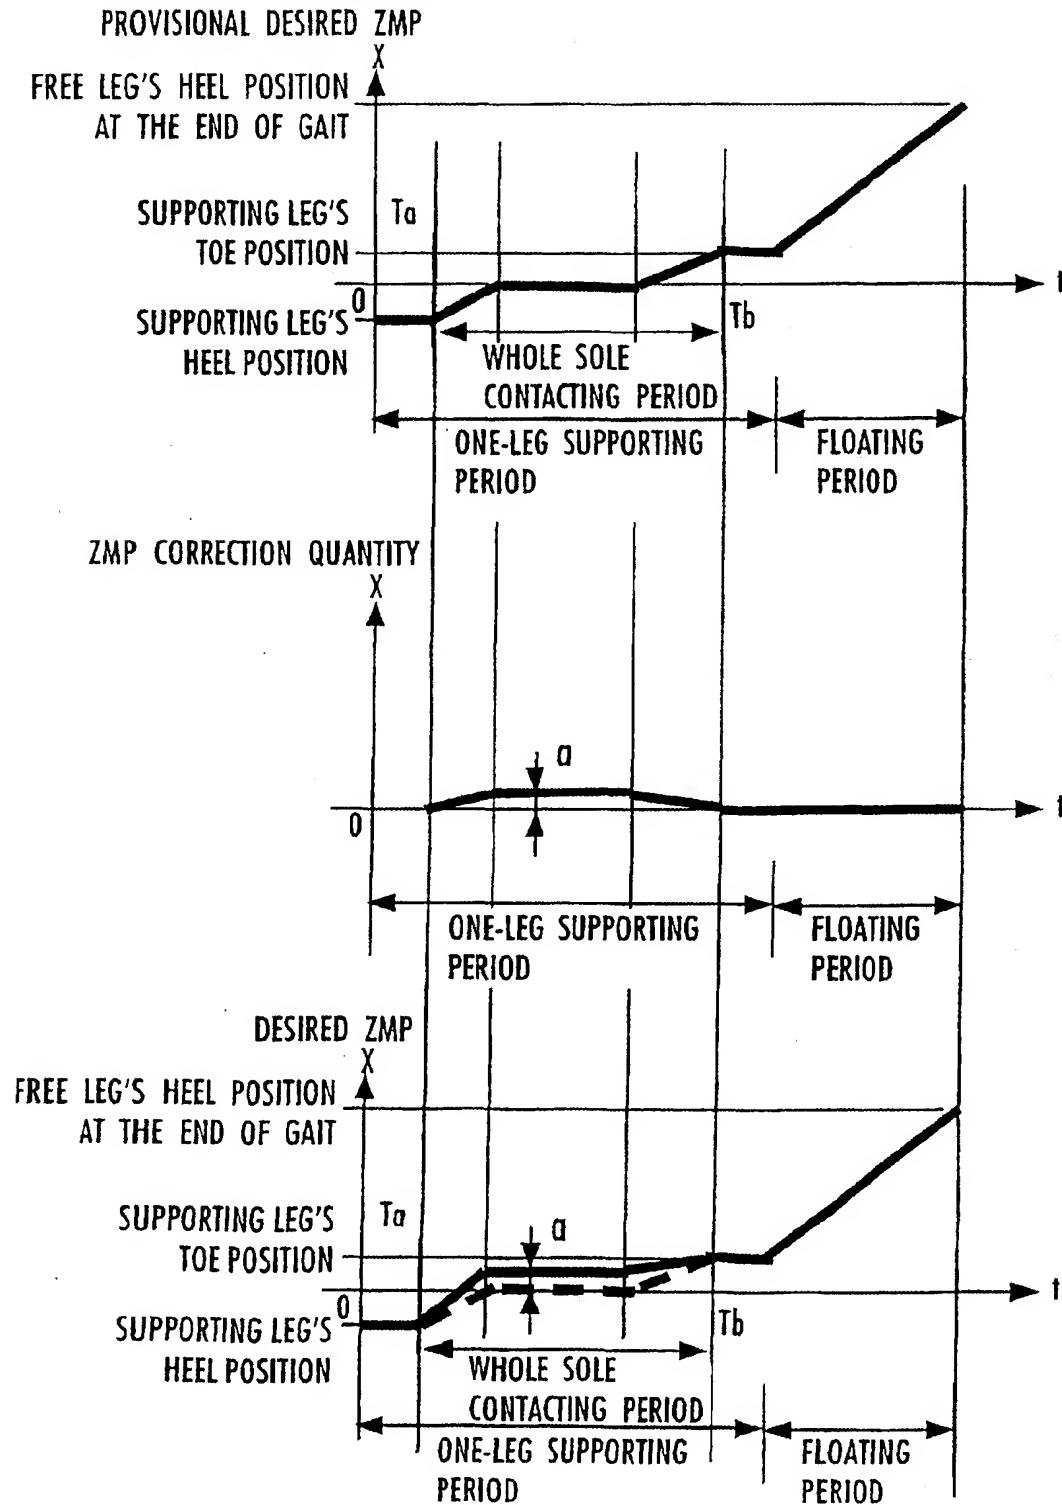 PROVISIONAL DESIRED ZMP
X
FREE LEG'S HEEL POSITION
AT THE END OF GAIT
SUPPORTING LEG'S
TOE POSITION
Ta
t
0
SUPPORTING LEG'S
HEEL POSITION
Tb
WHOLE SOLE
CONTACTING PERIOD
ONE-LEG SUPPORTING
PERIOD
FLOATING
PERIOD
ZMP CORRECTION QUANTITY
X
a
t
0
ONE-LEG SUPPORTING
PERIOD
FLOATING
PERIOD
DESIRED ZMP
X
FREE LEG'S HEEL POSITION
AT THE END OF GAIT
SUPPORTING LEG'S
TOE POSITION
Ta
a
t
0
SUPPORTING LEG'S
HEEL POSITION
Tb
WHOLE SOLE
CONTACTING PERIOD
ONE-LEG SUPPORTING
PERIOD
FLOATING
PERIOD